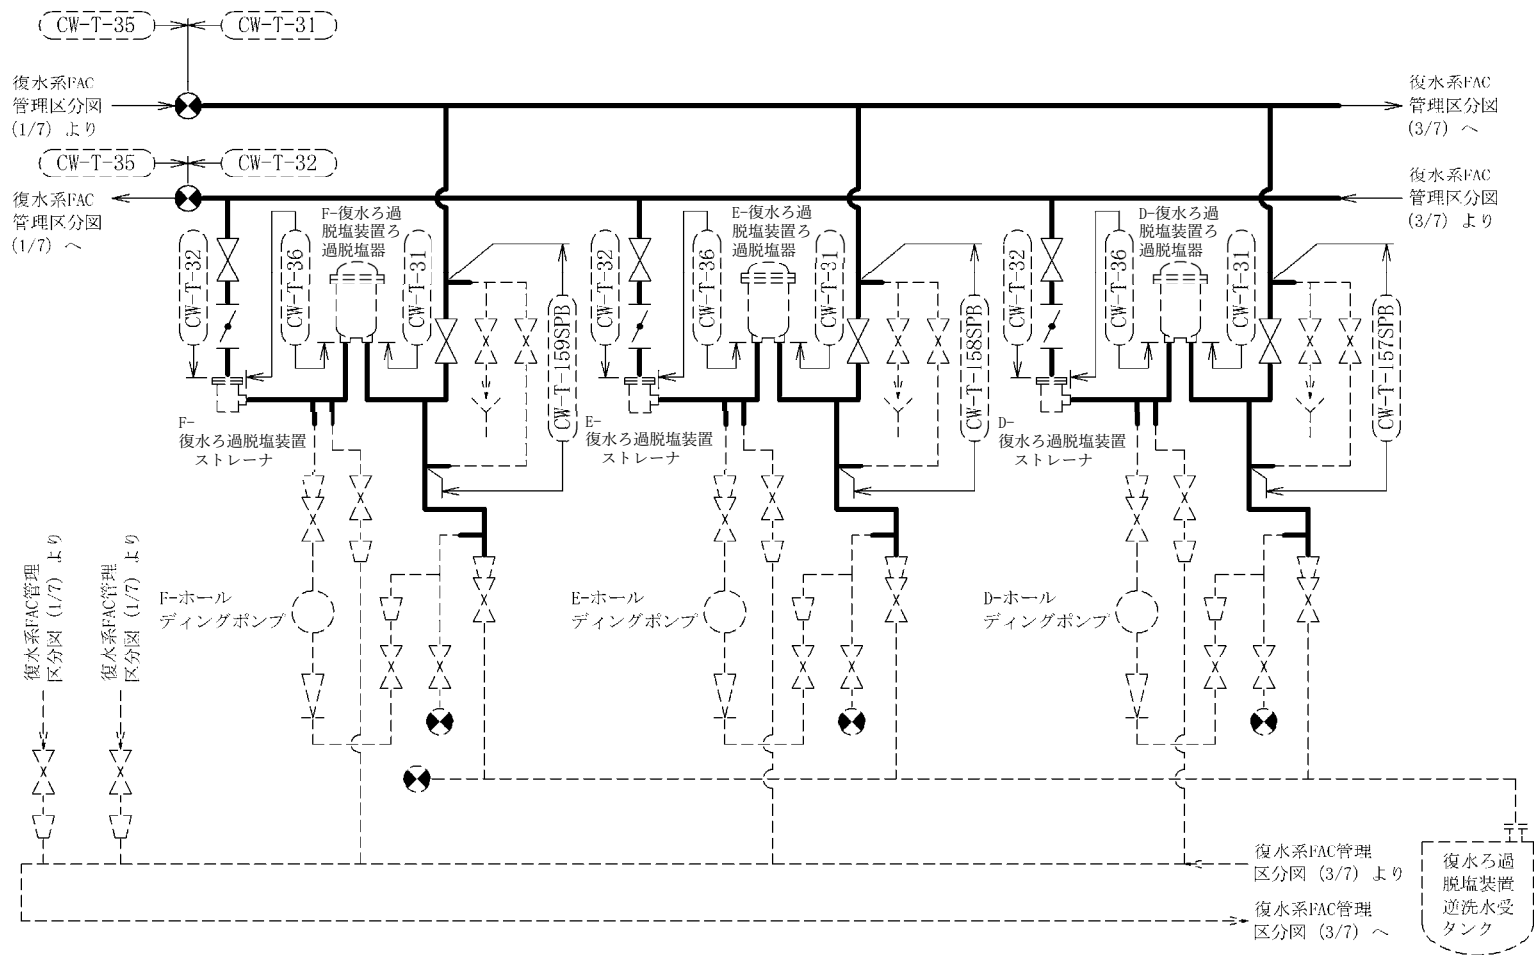 CW-T-35
CW-T-31
復水系FAC
管理区分図
(1/7) より
復水系FAC
管理区分図
(3/7) へ
CW-T-35
CW-T-32
復水系FAC
管理区分図
(1/7) へ
復水系FAC
管理区分図
(3/7) より
CW-T-32
CW-T-36
F-復水ろ過
脱塩装置ろ
過脱塩器
CW-T-31
CW-T-159SPB
CW-T-32
CW-T-36
E-復水ろ過
脱塩装置ろ
過脱塩器
CW-T-31
CW-T-158SPB
CW-T-32
CW-T-36
D-復水ろ過
脱塩装置ろ
過脱塩器
CW-T-31
CW-T-157SPB
F-
復水ろ過脱塩装置
ストレーナ
E-
復水ろ過脱塩装置
ストレーナ
D-
復水ろ過脱塩装置
ストレーナ
復水系FAC管理
区分図 (1/7) より
復水系FAC管理
区分図 (1/7) より
F-ホール
ディングポンプ
E-ホール
ディングポンプ
D-ホール
ディングポンプ
復水系FAC管理
区分図 (3/7) より
復水系FAC管理
区分図 (3/7) へ
復水ろ過
脱塩装置
逆洗水受
タンク